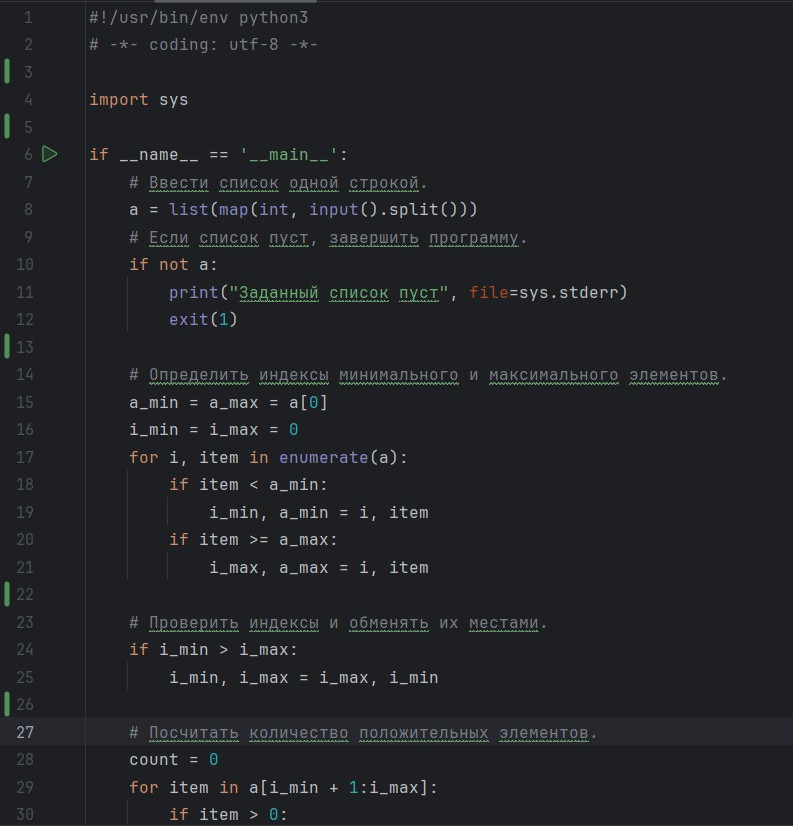 1 #!/usr/bin/env python3
2 # -*- coding: utf-8 -*-
3
4 import sys
5
6 if __name__ == '__main__':
7     # Ввести список одной строкой.
8     a = list(map(int, input().split()))
9     # Если список пуст, завершить программу.
10     if not a:
11         print("Заданный список пуст", file=sys.stderr)
12         exit(1)
13
14     # Определить индексы минимального и максимального элементов.
15     a_min = a_max = a[0]
16     i_min = i_max = 0
17     for i, item in enumerate(a):
18         if item < a_min:
19             i_min, a_min = i, item
20         if item >= a_max:
21             i_max, a_max = i, item
22
23     # Проверить индексы и обменять их местами.
24     if i_min > i_max:
25         i_min, i_max = i_max, i_min
26
27     # Посчитать количество положительных элементов.
28     count = 0
29     for item in a[i_min + 1:i_max]:
30         if item > 0: